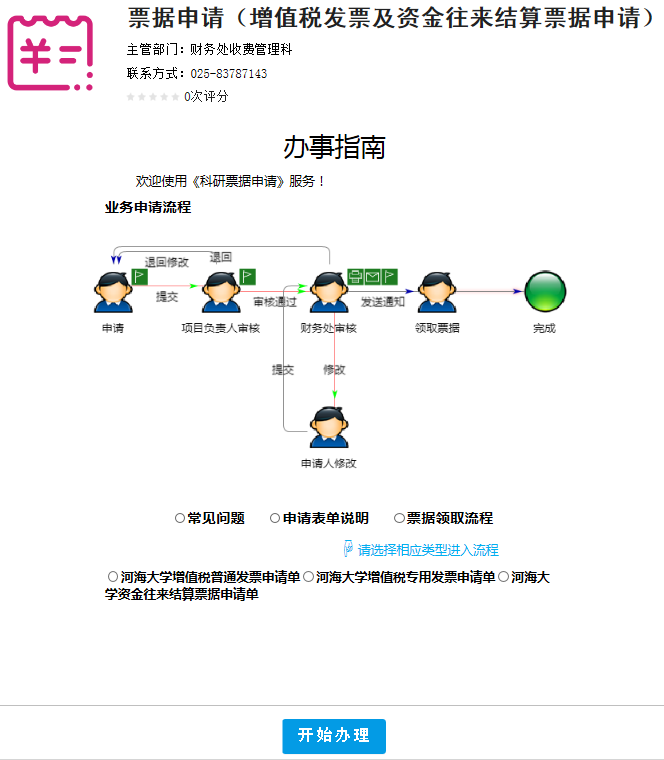 票据申请（增值税发票及资金往来结算票据申请）
主管部门：财务处收费管理科
联系方式：025-83787143
0次评分
办事指南
欢迎使用《科研票据申请》服务！
业务申请流程
退回修改
退回
提交
审核通过
发送通知
申请
项目负责人审核
财务处审核
领取票据
完成
提交
修改
申请人修改
常见问题 申请表单说明 票据领取流程
请选择相应类型进入流程
河海大学增值税普通发票申请单 河海大学增值税专用发票申请单 河海大
学资金往来结算票据申请单
开始办理